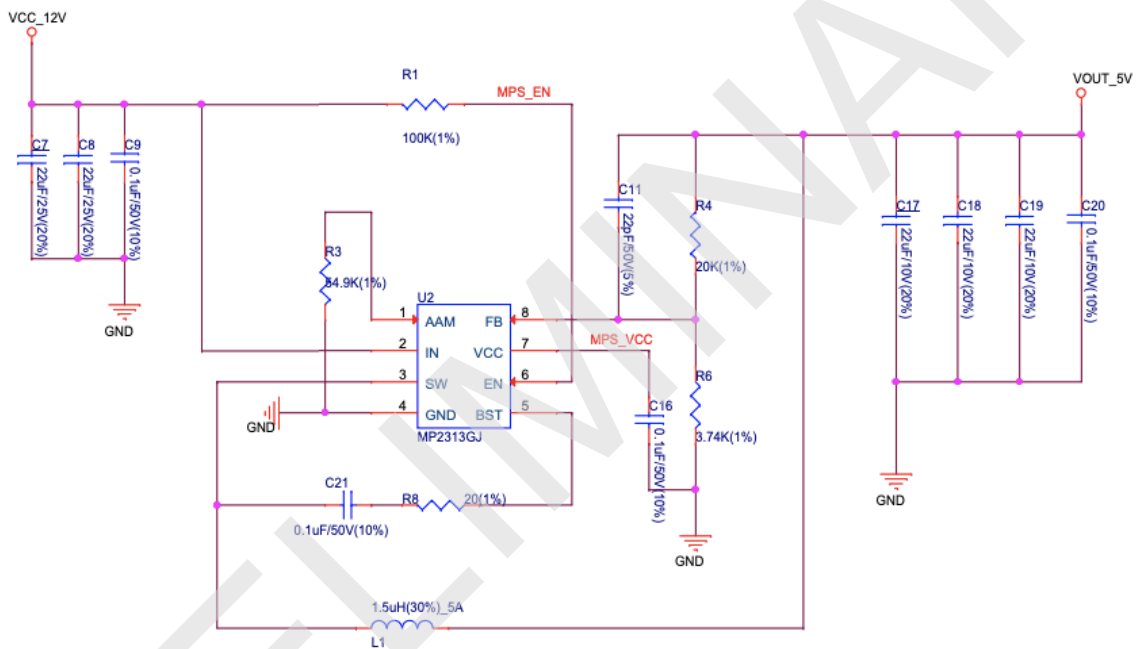 VCC_12V
R1
MPS_EN
100K(1%)
VOUT_5V
C7
22uF/25V(20%)
C8
22uF/25V(20%)
C9
0.1uF/50V(10%)
GND
R3
54.9K(1%)
C11
22pF/50V(5%)
R4
20K(1%)
C17
22uF/10V(20%)
C18
22uF/10V(20%)
C19
22uF/10V(20%)
C20
0.1uF/50V(10%)
GND
U2
1 AAM FB 8
2 IN VCC 7
3 SW EN 6
4 GND BST 5
MP2313GJ
GND
MPS_VCC
C16
0.1uF/50V(10%)
R6
3.74K(1%)
GND
C21
0.1uF/50V(10%)
R8
20(1%)
1.5uH(30%)_5A
L1